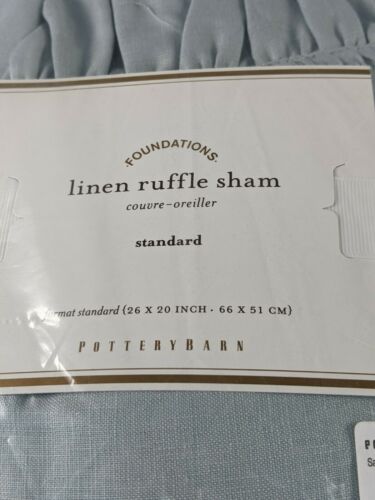 ·FOUNDATIONS·
linen ruffle sham
couvre-oreiller
standard
format standard {26 X 20 INCH · 66 X 51 CM}
POTTERYBARN